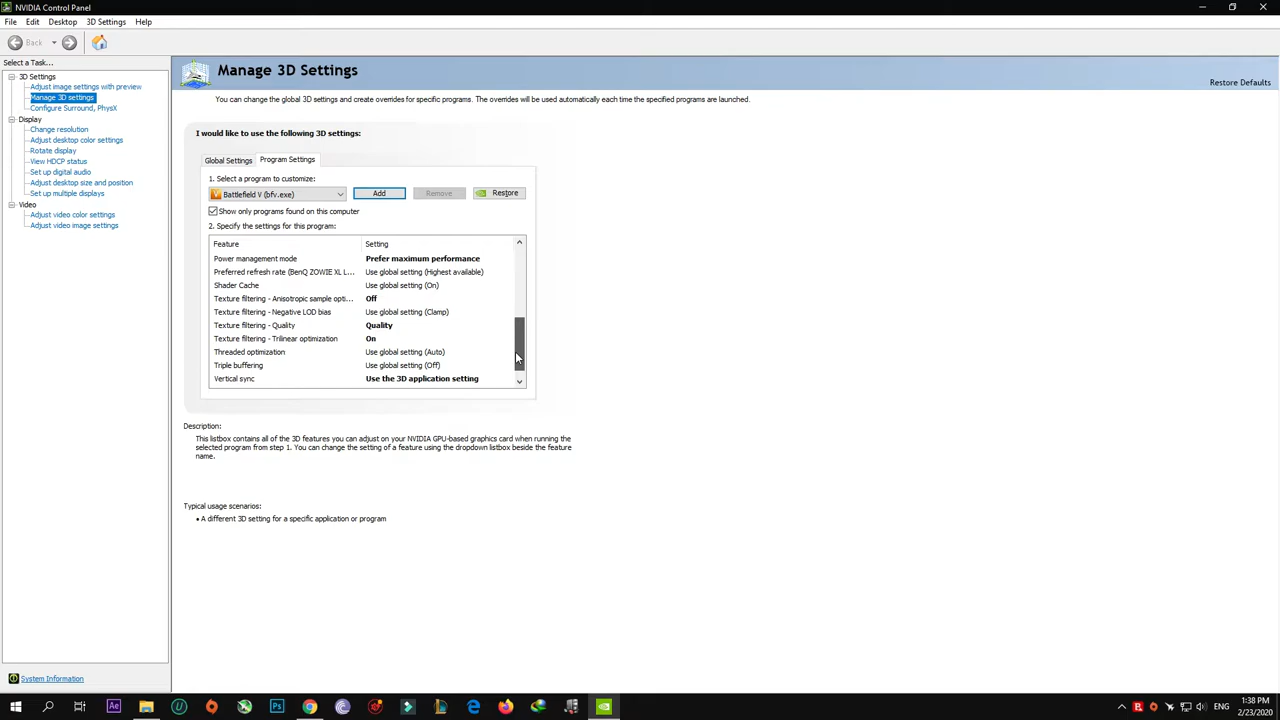 NVIDIA Control Panel
File Edit Desktop 3D Settings Help
Back
Select a Task...
3D Settings
Adjust image settings with preview
Manage 3D settings
Configure Surround, PhysX
Display
Change resolution
Adjust desktop color settings
Rotate display
View HDCP status
Set up digital audio
Adjust desktop size and position
Set up multiple displays
Video
Adjust video color settings
Adjust video image settings
System Information
Manage 3D Settings
Restore Defaults
You can change the global 3D settings and create overrides for specific programs. The overrides will be used automatically each time the specified programs are launched.
I would like to use the following 3D settings:
Global Settings Program Settings
1. Select a program to customize:
Battlefield V (bfv.exe) Add Remove Restore
Show only programs found on this computer
2. Specify the settings for this program:
Feature Setting
Power management mode Prefer maximum performance
Preferred refresh rate (BenQ ZOWIE XL L... Use global setting (Highest available)
Shader Cache Use global setting (On)
Texture filtering - Anisotropic sample opti... Off
Texture filtering - Negative LOD bias Use global setting (Clamp)
Texture filtering - Quality Quality
Texture filtering - Trilinear optimization On
Threaded optimization Use global setting (Auto)
Triple buffering Use global setting (Off)
Vertical sync Use the 3D application setting
Description:
This listbox contains all of the 3D features you can adjust on your NVIDIA GPU-based graphics card when running the
selected program from step 1. You can change the setting of a feature using the dropdown listbox beside the feature
name.
Typical usage scenarios:
• A different 3D setting for a specific application or program
Ae
Ps
ENG
1:38 PM
2/23/2020